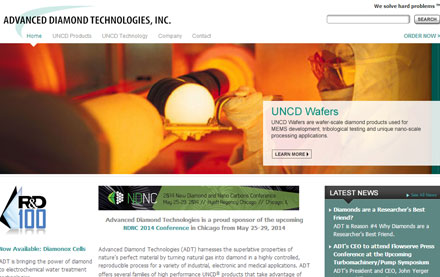 We solve hard problems ™
ADVANCED DIAMOND TECHNOLOGIES, INC.
SEARCH
Home UNCD Products UNCD Technology Company Contact ORDER NOW
UNCD Wafers
UNCD Wafers are wafer-scale diamond products used for
MEMS development, tribological testing and unique nano-scale
processing applications.
LEARN MORE
R&D
100
NDNC
2014 New Diamond and Nano Carbons Conference
May 25-29, 2014 // Hyatt Regency Chicago // Chicago, IL
Advanced Diamond Technologies is a proud sponsor of the upcoming
NDNC 2014 Conference in Chicago from May 25-29, 2014
LATEST NEWS
See All News
Diamonds are a Researcher's Best
Friend?
ADT is Reason #4 Why Diamonds are a
Researcher's Best Friend.
ADT's CEO to attend Flowserve Press
Conference at the Upcoming
Turbomachinery/Pump Symposium
ADT's President and CEO, John Yerger
Now Available: Diamonox Cells
ADT is bringing the power of diamond
to electrochemical water treatment
Advanced Diamond Technologies (ADT) harnesses the superlative properties of
nature's perfect material by turning natural gas into diamond in a highly controlled,
reproducible process for a variety of industrial, electronic and medical applications. ADT
offers several families of high performance UNCD® products that take advantage of